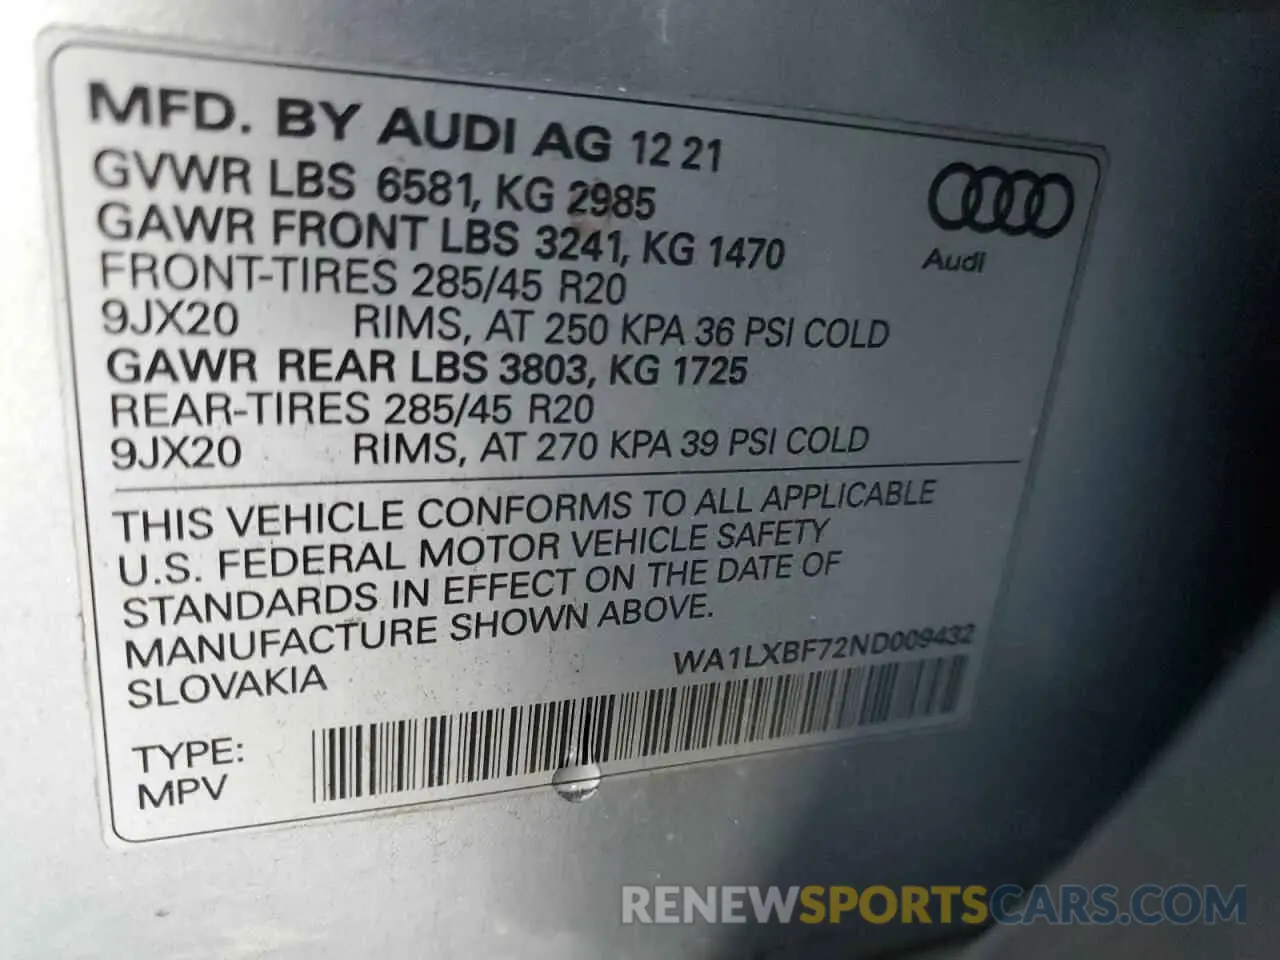 MFD. BY AUDI AG 12 21
GVWR LBS 6581, KG 2985
GAWR FRONT LBS 3241, KG 1470
FRONT-TIRES 285/45 R20
9JX20 RIMS, AT 250 KPA 36 PSI COLD
GAWR REAR LBS 3803, KG 1725
REAR-TIRES 285/45 R20
9JX20 RIMS, AT 270 KPA 39 PSI COLD
Audi
THIS VEHICLE CONFORMS TO ALL APPLICABLE
U.S. FEDERAL MOTOR VEHICLE SAFETY
STANDARDS IN EFFECT ON THE DATE OF
MANUFACTURE SHOWN ABOVE.
SLOVAKIA
WA1LXBF72ND009432
TYPE:
MPV
RENEWSPORTSCARS.COM